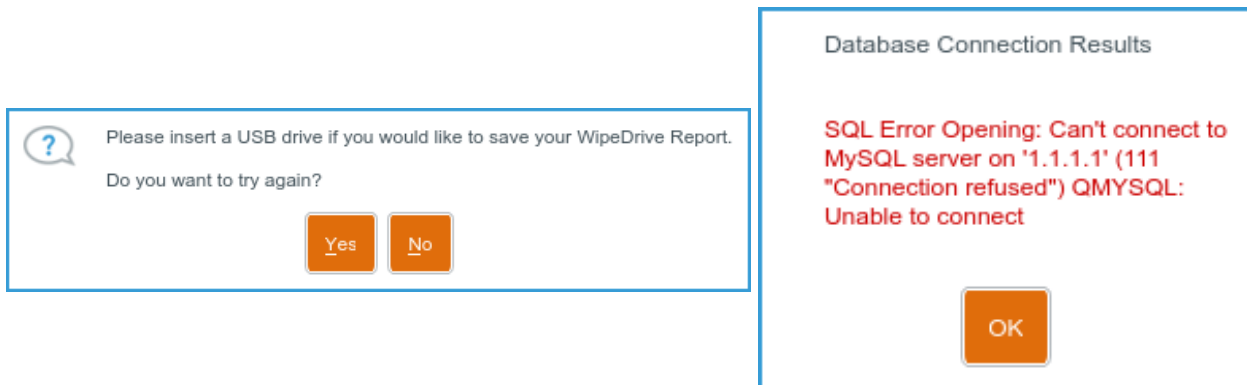 ?
Please insert a USB drive if you would like to save your WipeDrive Report.
Do you want to try again?
Yes
No
Database Connection Results
SQL Error Opening: Can't connect to
MySQL server on '1.1.1.1' (111
"Connection refused") QMYSQL:
Unable to connect
OK